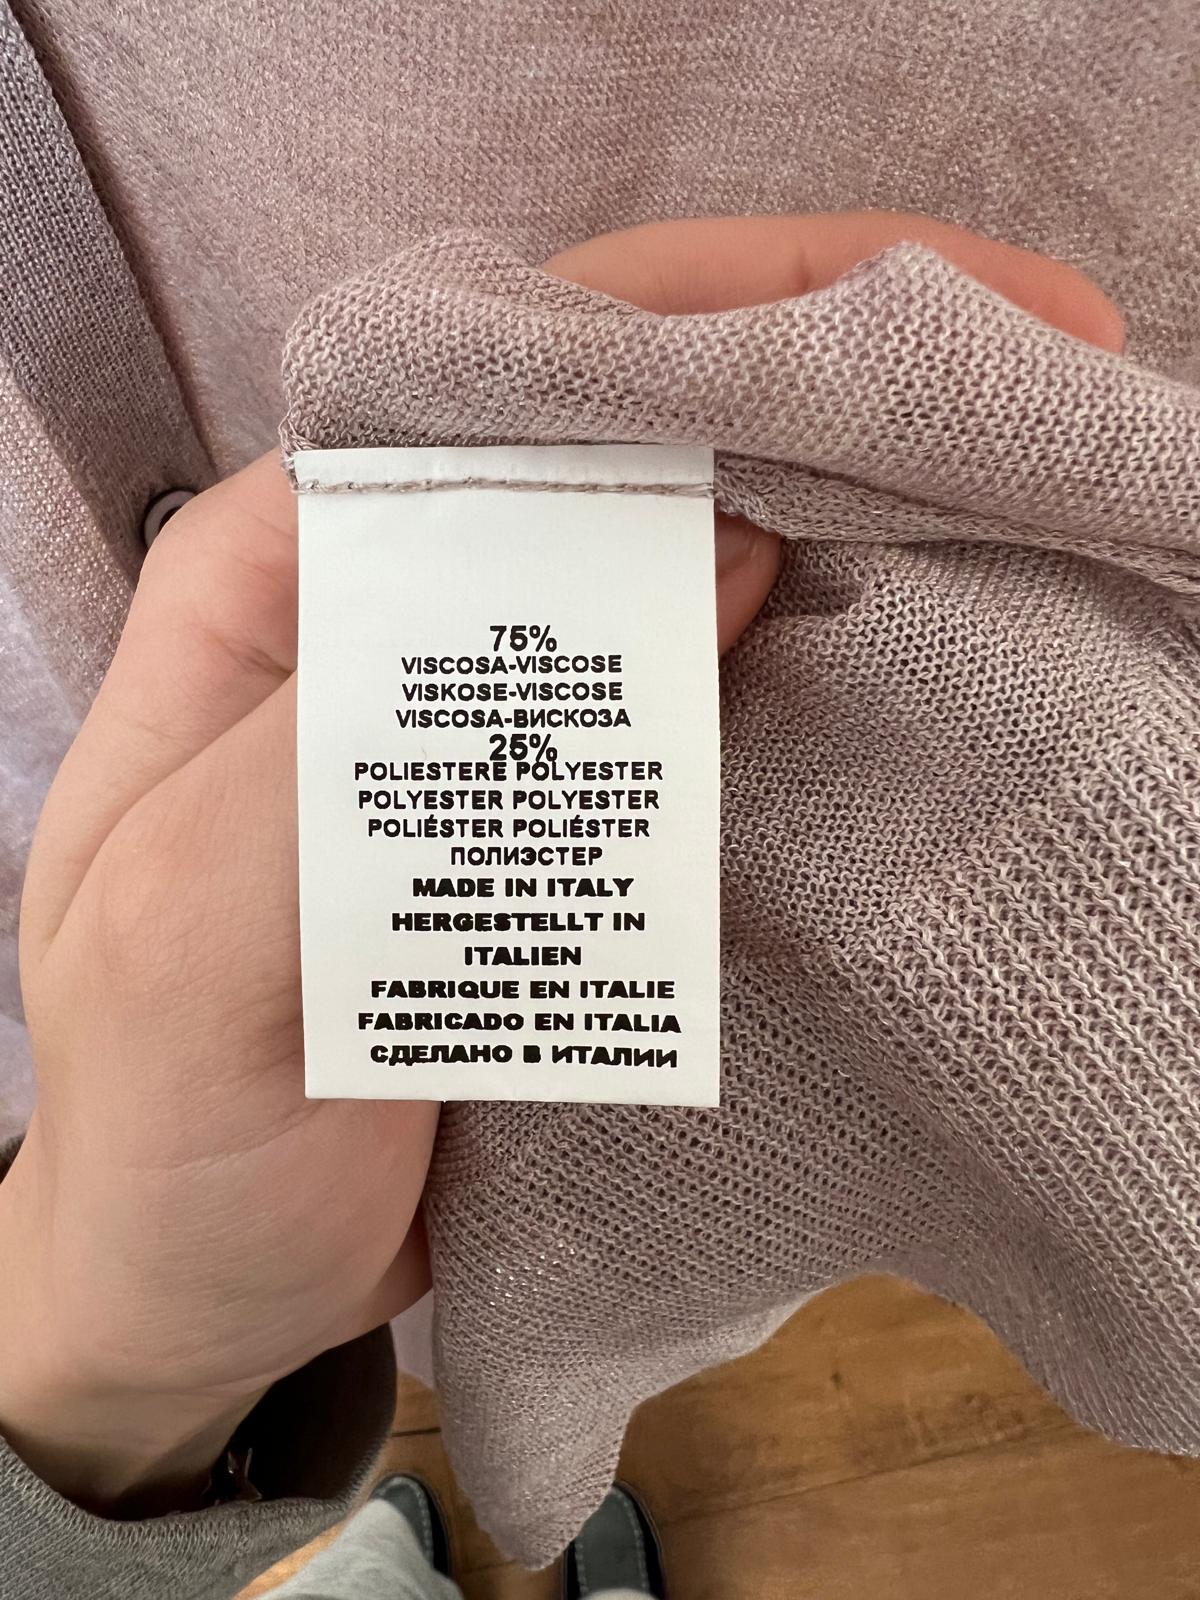 75%
VISCOSA-VISCOSE
VISKOSE-VISCOSE
VISCOSA-ВИСКОЗА
25%
POLIESTERE POLYESTER
POLYESTER POLYESTER
POLIÉSTER POLIÉSTER
ПОЛИЭСТЕР
MADE IN ITALY
HERGESTELLT IN
ITALIEN
FABRIQUE EN ITALIE
FABRICADO EN ITALIA
СДЕЛАНО В ИТАЛИИ